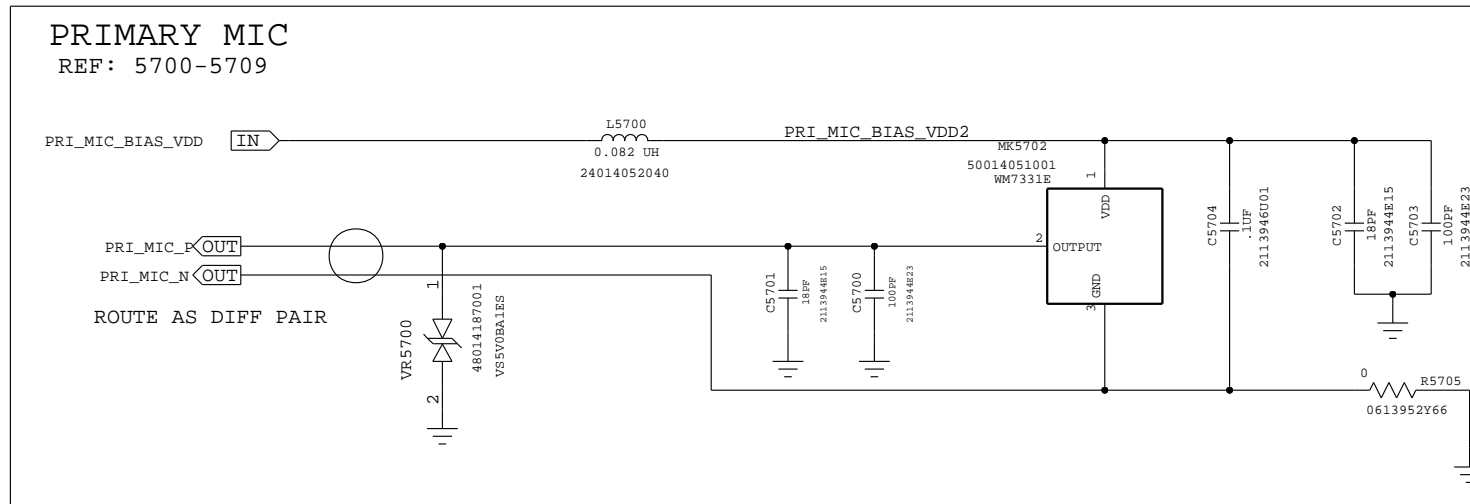 PRIMARY MIC
REF: 5700-5709
PRI_MIC_BIAS_VDD
IN
L5700
0.082 UH
24014052040
PRI_MIC_BIAS_VDD2
MK5702
50014051001
WM7331E
1
VDD
2
OUTPUT
GND
3
C5704
.1UF
2113946U01
C5702
18PF
2113944E15
C5703
100PF
2113944E23
PRI_MIC_P
OUT
PRI_MIC_N
OUT
ROUTE AS DIFF PAIR
1
VR5700
48014187001
VS5V0BA1ES
2
C5701
18PF
2113944E15
C5700
100PF
2113944E23
0
R5705
0613952Y66